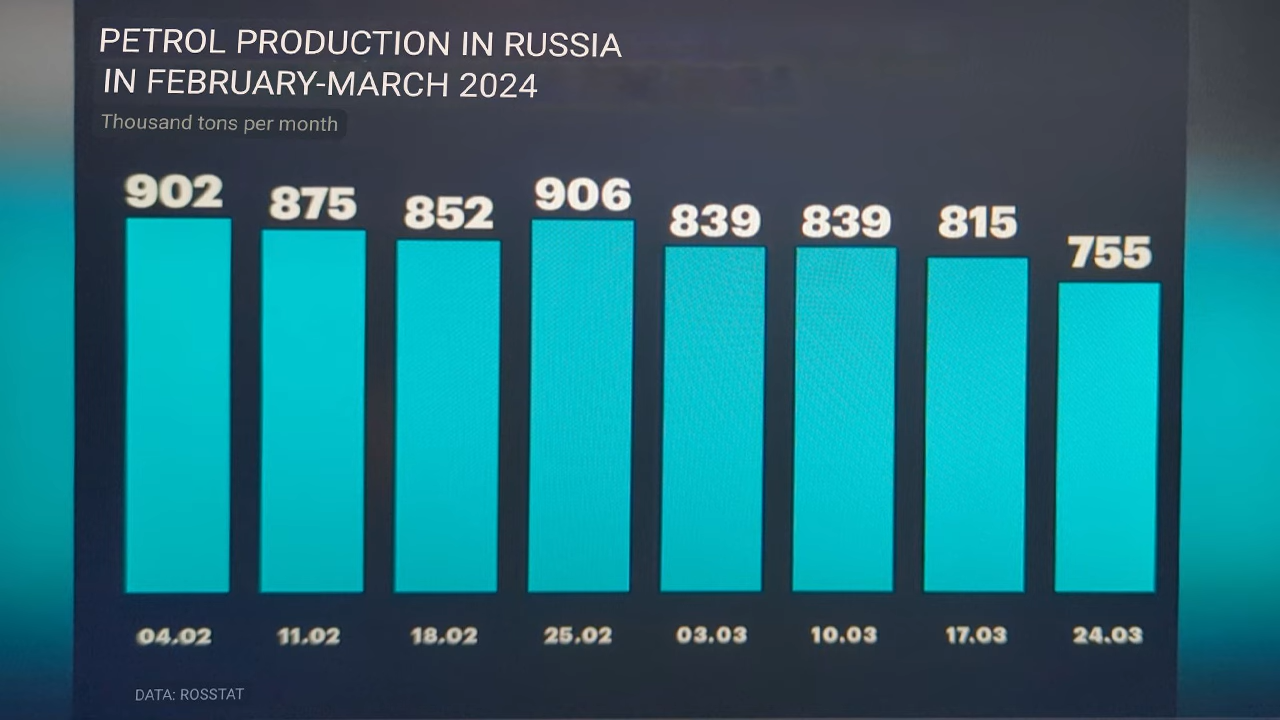 PETROL PRODUCTION IN RUSSIA
IN FEBRUARY-MARCH 2024
Thousand tons per month
902 875 852 906 839 839 815 755
04.02 11.02 18.02 25.02 03.03 10.03 17.03 24.03
DATA: ROSSTAT